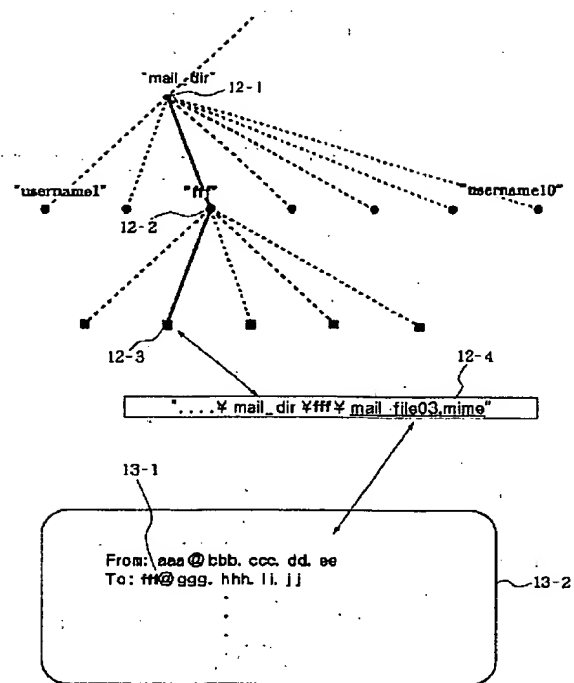 "mail_dir"
12-1
"username1"
"fff"
"username10"
12-2
12-3
12-4
"....¥ mail_dir ¥fff¥ mail_file03.mime"
13-1
From: aaa@bbb. ccc. dd. ee
To: fff@ggg. hhh. ii. jj
13-2